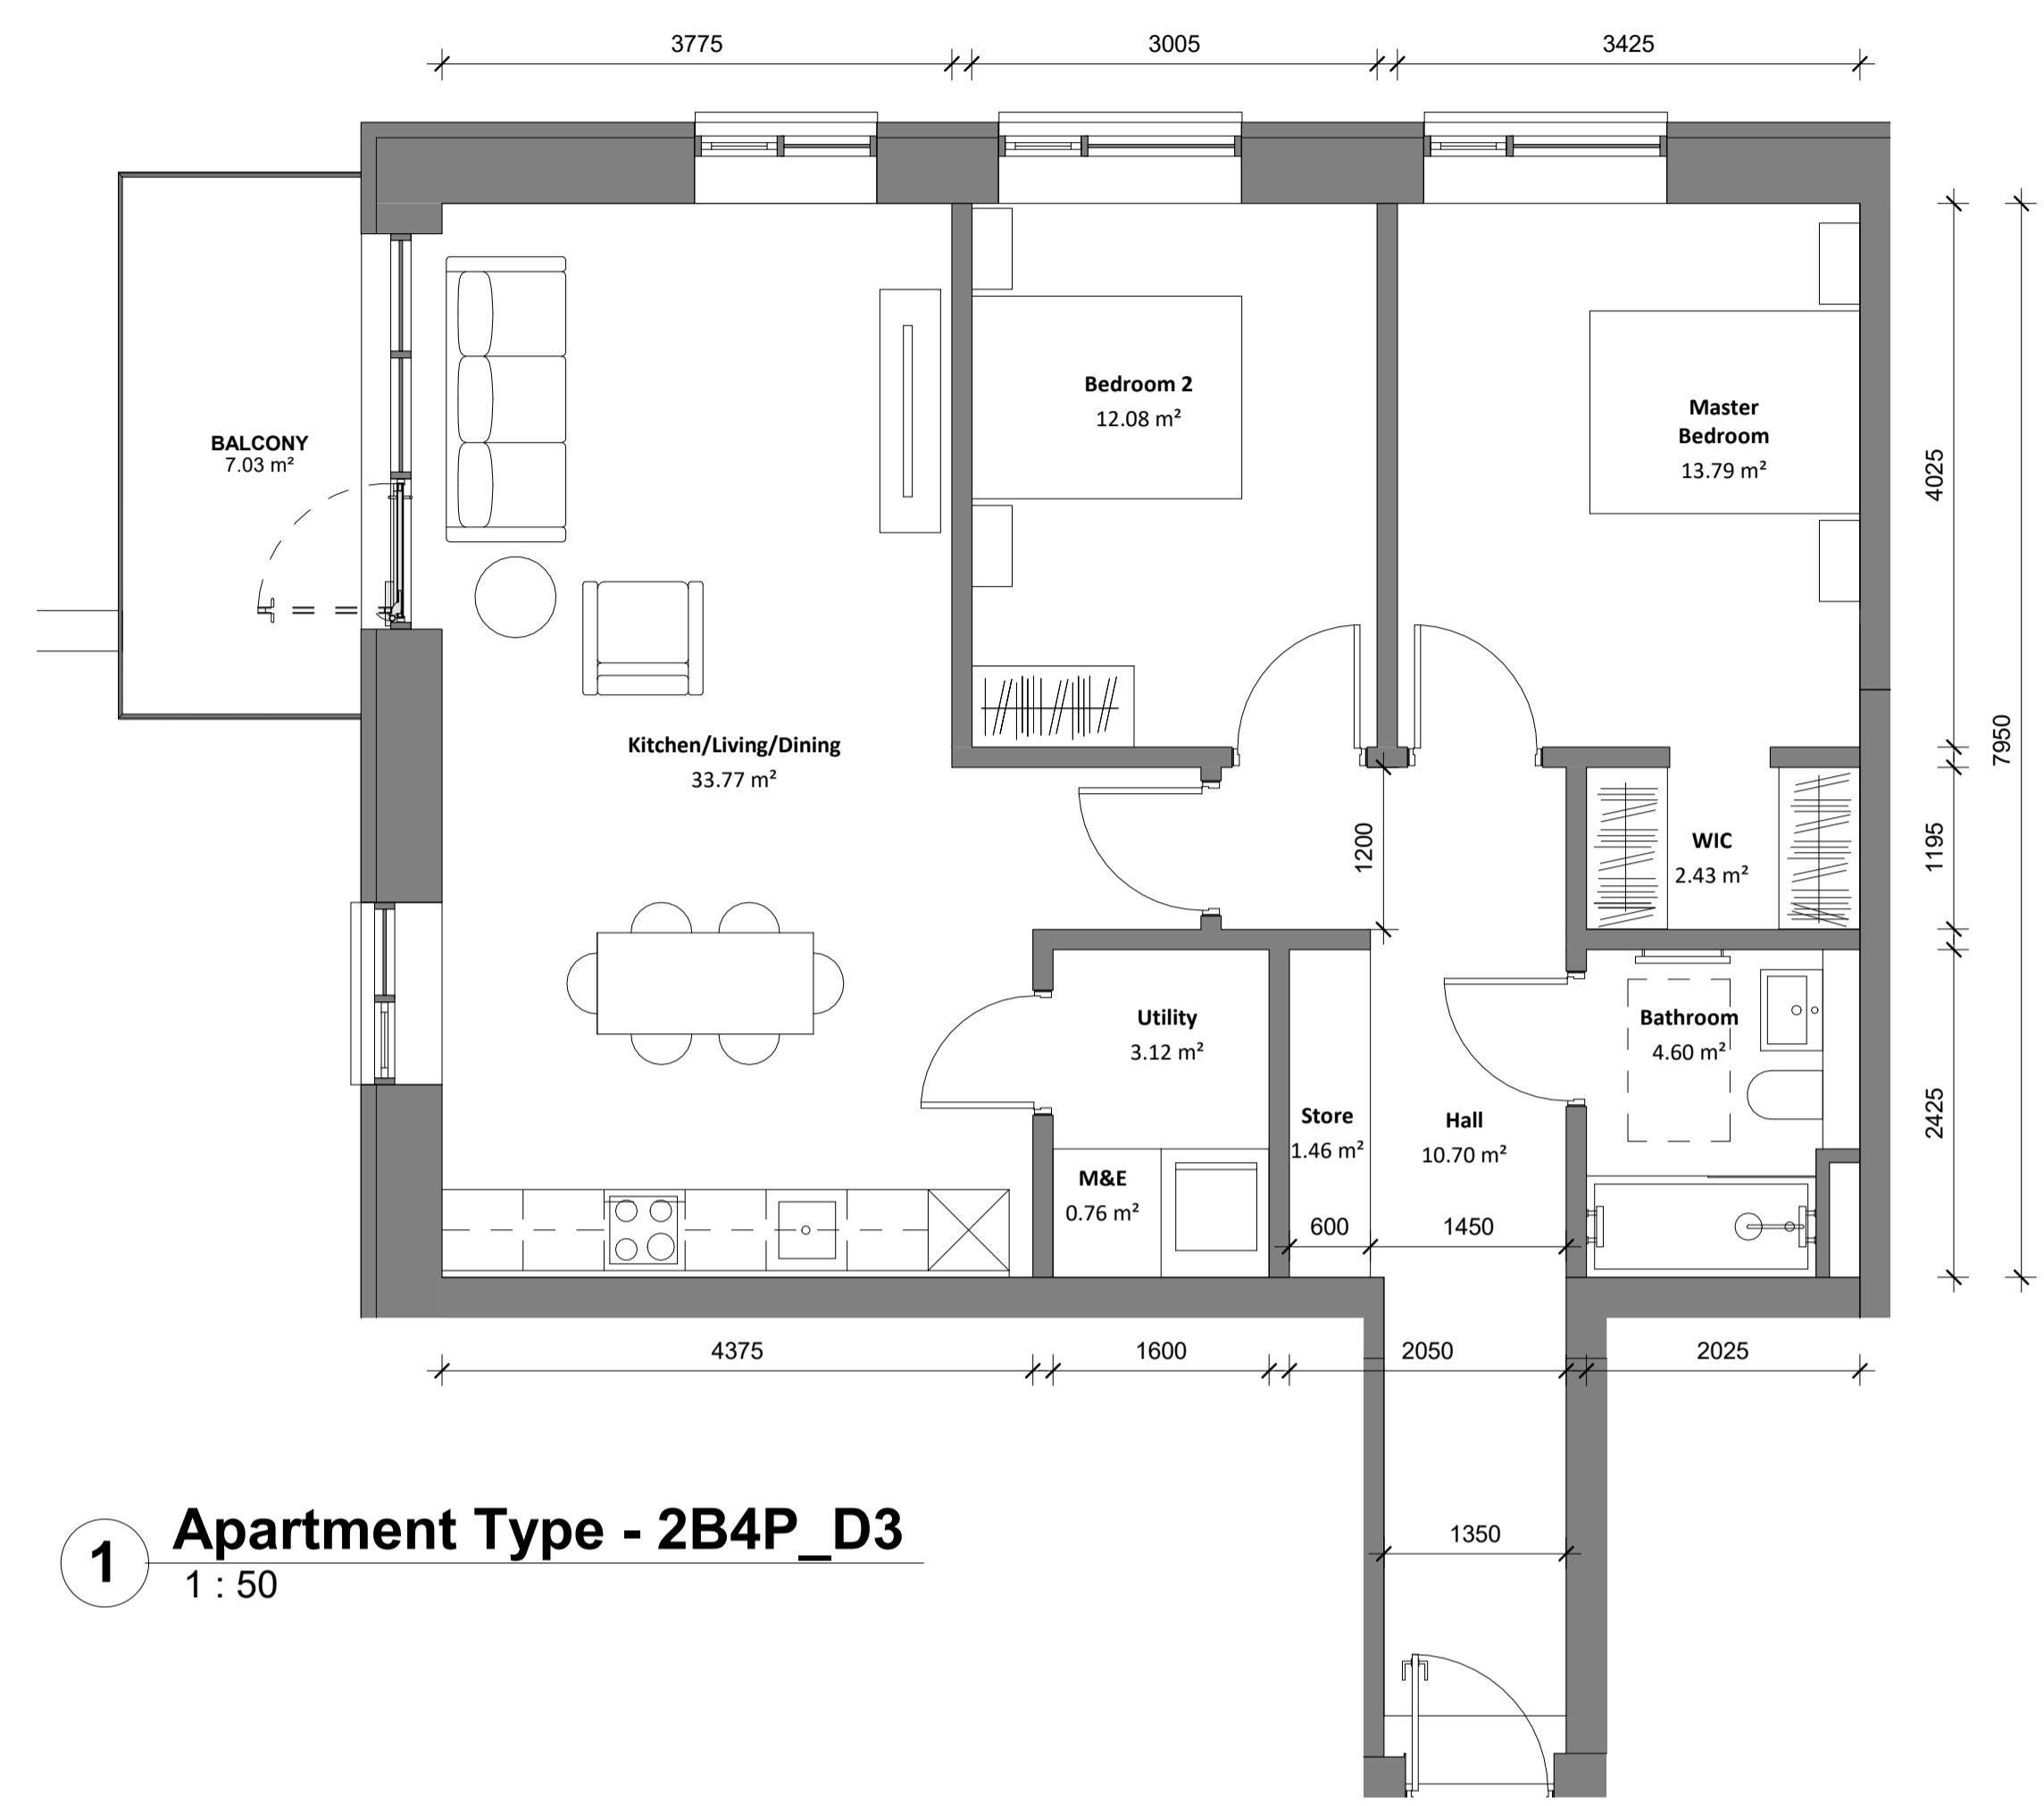 3775
3005
3425
BALCONY
7.03 m²
Bedroom 2
12.08 m²
Master
Bedroom
13.79 m²
4025
7950
Kitchen/Living/Dining
33.77 m²
1200
WIC
2.43 m²
1195
Utility
3.12 m²
Bathroom
4.60 m²
Store
1.46 m²
Hall
10.70 m²
2425
M&E
0.76 m²
600
1450
4375
1600
2050
2025
1350
1
Apartment Type - 2B4P_D3
1 : 50